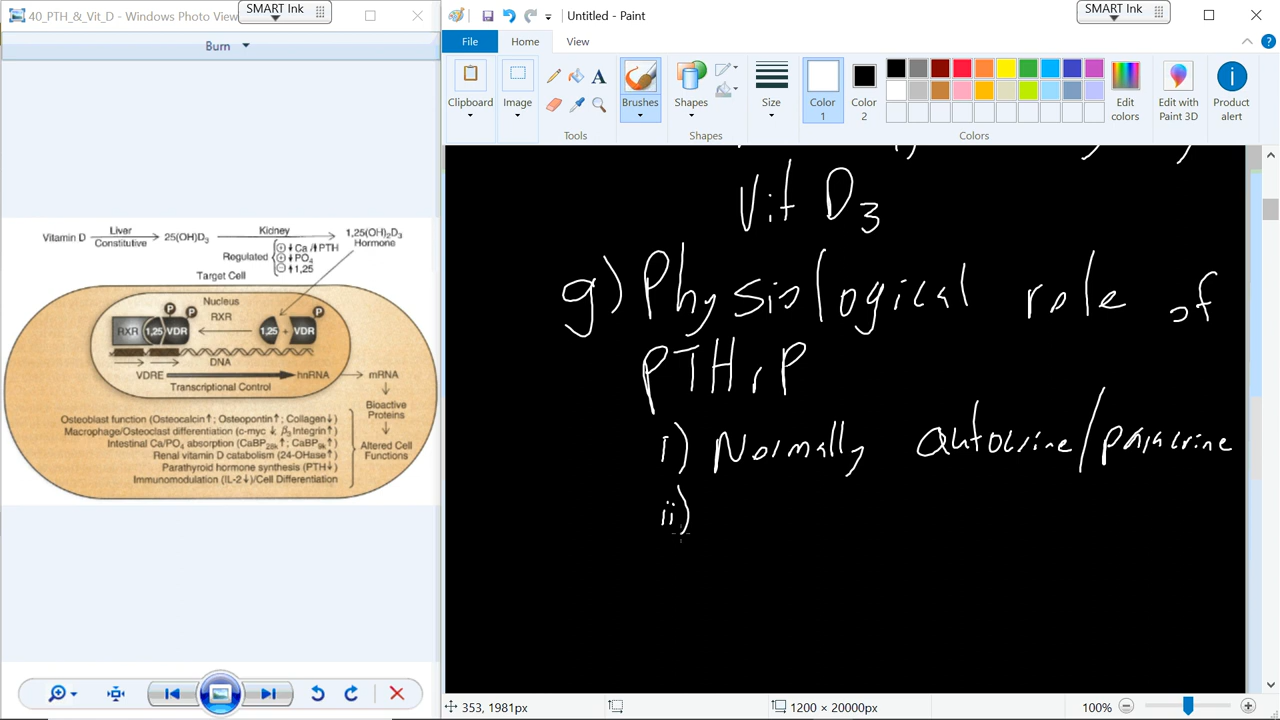 40_PTH_&_Vit_D - Windows Photo View
SMART Ink
Burn
Untitled - Paint
SMART Ink
File
Home
View
Clipboard
Image
Tools
Brushes
Shapes
Shapes
Size
Color 1
Color 2
Edit colors
Colors
Edit with Paint 3D
Product alert
Vitamin D Liver Constitutive 25(OH)D3 Kidney 1,25(OH)2D3 Hormone
Regulated
+ ↓ Ca /↑ PTH
+ ↓ PO4
− ↑ 1,25
Target Cell
Nucleus
RXR
P P P
RXR 1,25 VDR 1,25 + VDR
DNA
VDRE hnRNA mRNA
Transcriptional Control
Bioactive Proteins
Osteoblast function (Osteocalcin↑; Osteopontin↑; Collagen↓)
Macrophage/Osteoclast differentiation (c-myc ↓ β3 Integrin↑)
Intestinal Ca/PO4 absorption (CaBP28k↑; CaBP9k↑)
Renal vitamin D catabolism (24-OHase↑)
Parathyroid hormone synthesis (PTH↓)
Immunomodulation (IL-2↓)/Cell Differentiation
Altered Cell Functions
Vit D3
g) Physiological role of
PTHrP
i) Normally autocrine/paracrine
ii)
353, 1981px
1200 × 20000px
100%